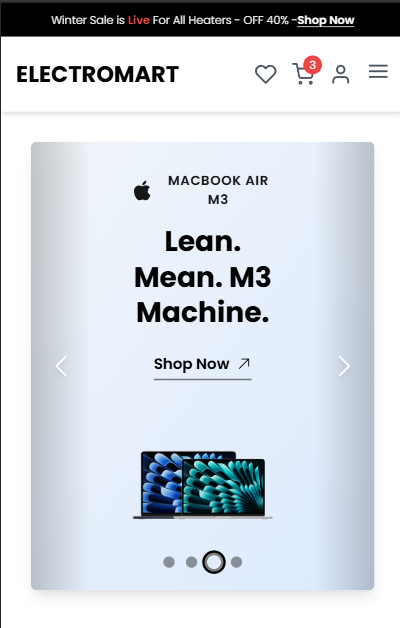 Winter Sale is Live For All Heaters - OFF 40% -Shop Now
ELECTROMART
3
MACBOOK AIR
M3
Lean.
Mean. M3
Machine.
Shop Now